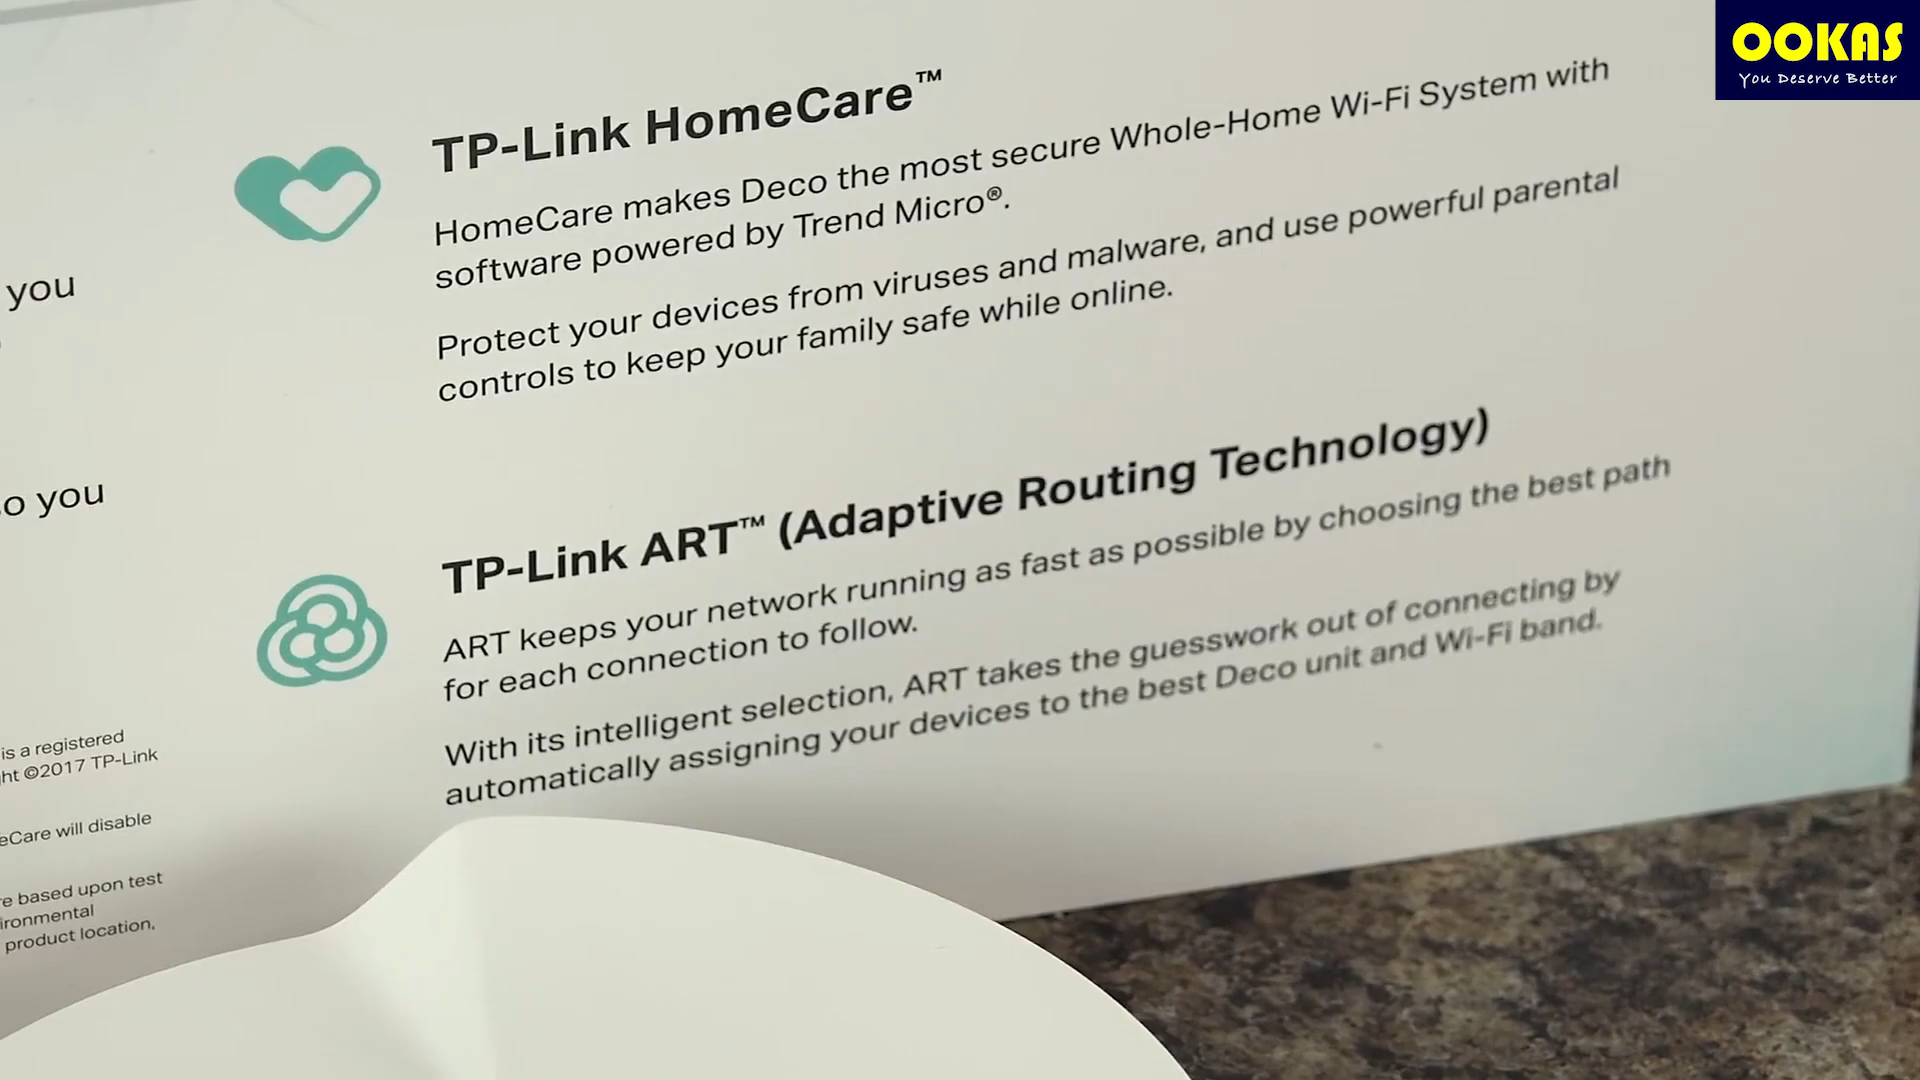 OOKAS
You Deserve Better
TP-Link HomeCare™
HomeCare makes Deco the most secure Whole-Home Wi-Fi System with
software powered by Trend Micro®.
Protect your devices from viruses and malware, and use powerful parental
controls to keep your family safe while online.
TP-Link ART™ (Adaptive Routing Technology)
ART keeps your network running as fast as possible by choosing the best path
for each connection to follow.
With its intelligent selection, ART takes the guesswork out of connecting by
automatically assigning your devices to the best Deco unit and Wi-Fi band.
you
you
is a registered
©2017 TP-Link
will disable
based upon test
product location,